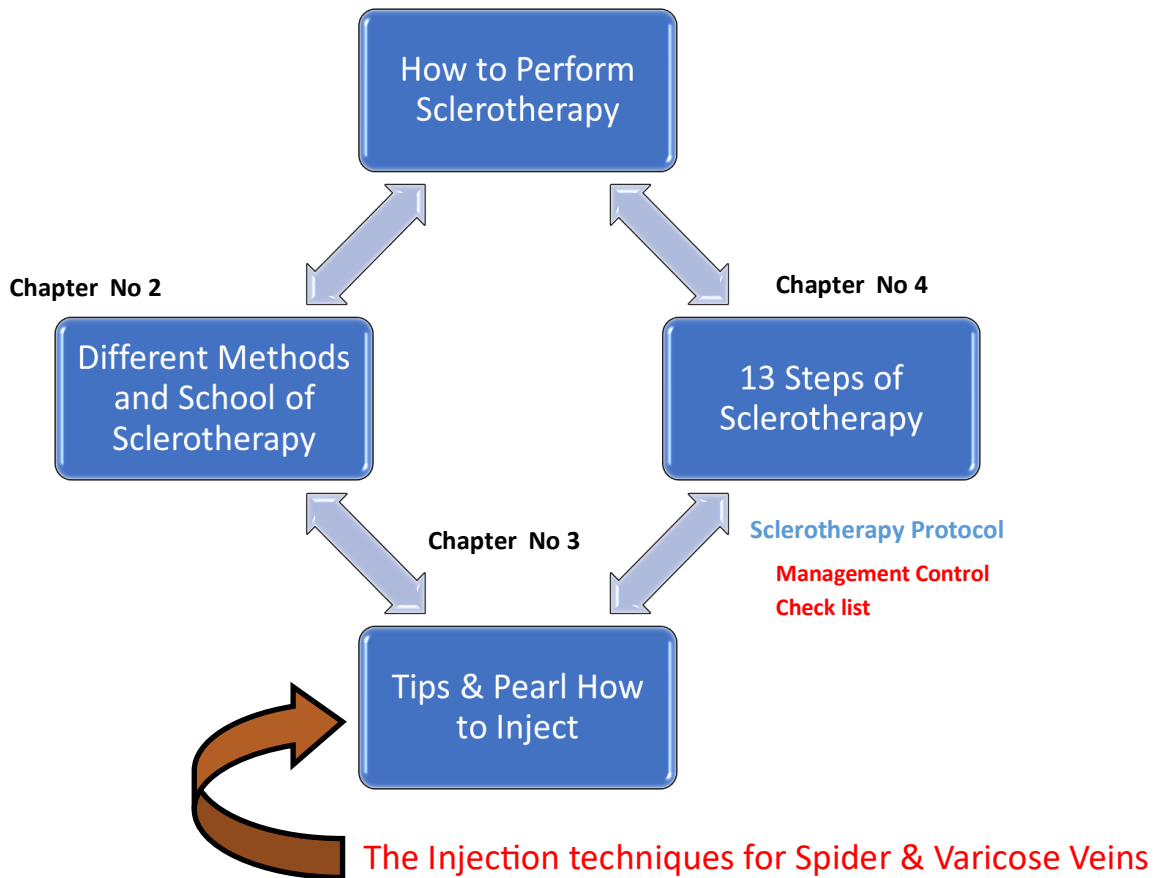 How to Perform
Sclerotherapy
Chapter No 2
Chapter No 4
Different Methods
and School of
Sclerotherapy
13 Steps of
Sclerotherapy
Chapter No 3
Sclerotherapy Protocol
Management Control
Check list
Tips & Pearl How
to Inject
The Injection techniques for Spider & Varicose Veins